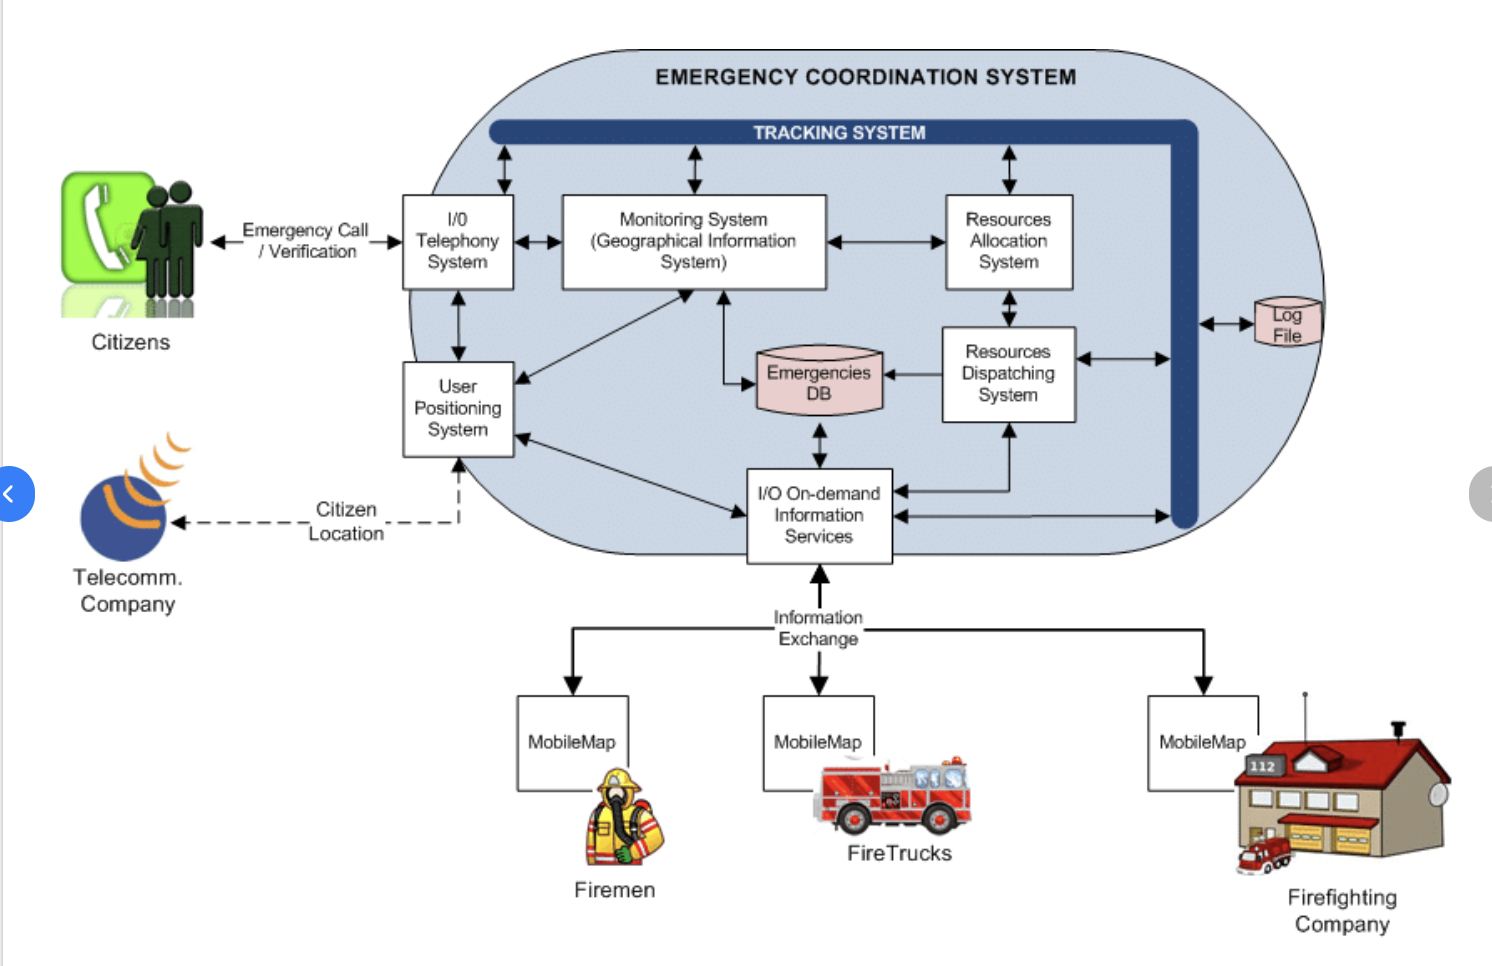 EMERGENCY COORDINATION SYSTEM
TRACKING SYSTEM
I/0
Telephony
System
Monitoring System
(Geographical Information
System)
Resources
Allocation
System
Emergency Call
/ Verification
Citizens
Log
File
User
Positioning
System
Emergencies
DB
Resources
Dispatching
System
Citizen
Location
Telecomm.
Company
I/O On-demand
Information
Services
Information
Exchange
MobileMap
MobileMap
MobileMap
112
Firemen
FireTrucks
Firefighting
Company